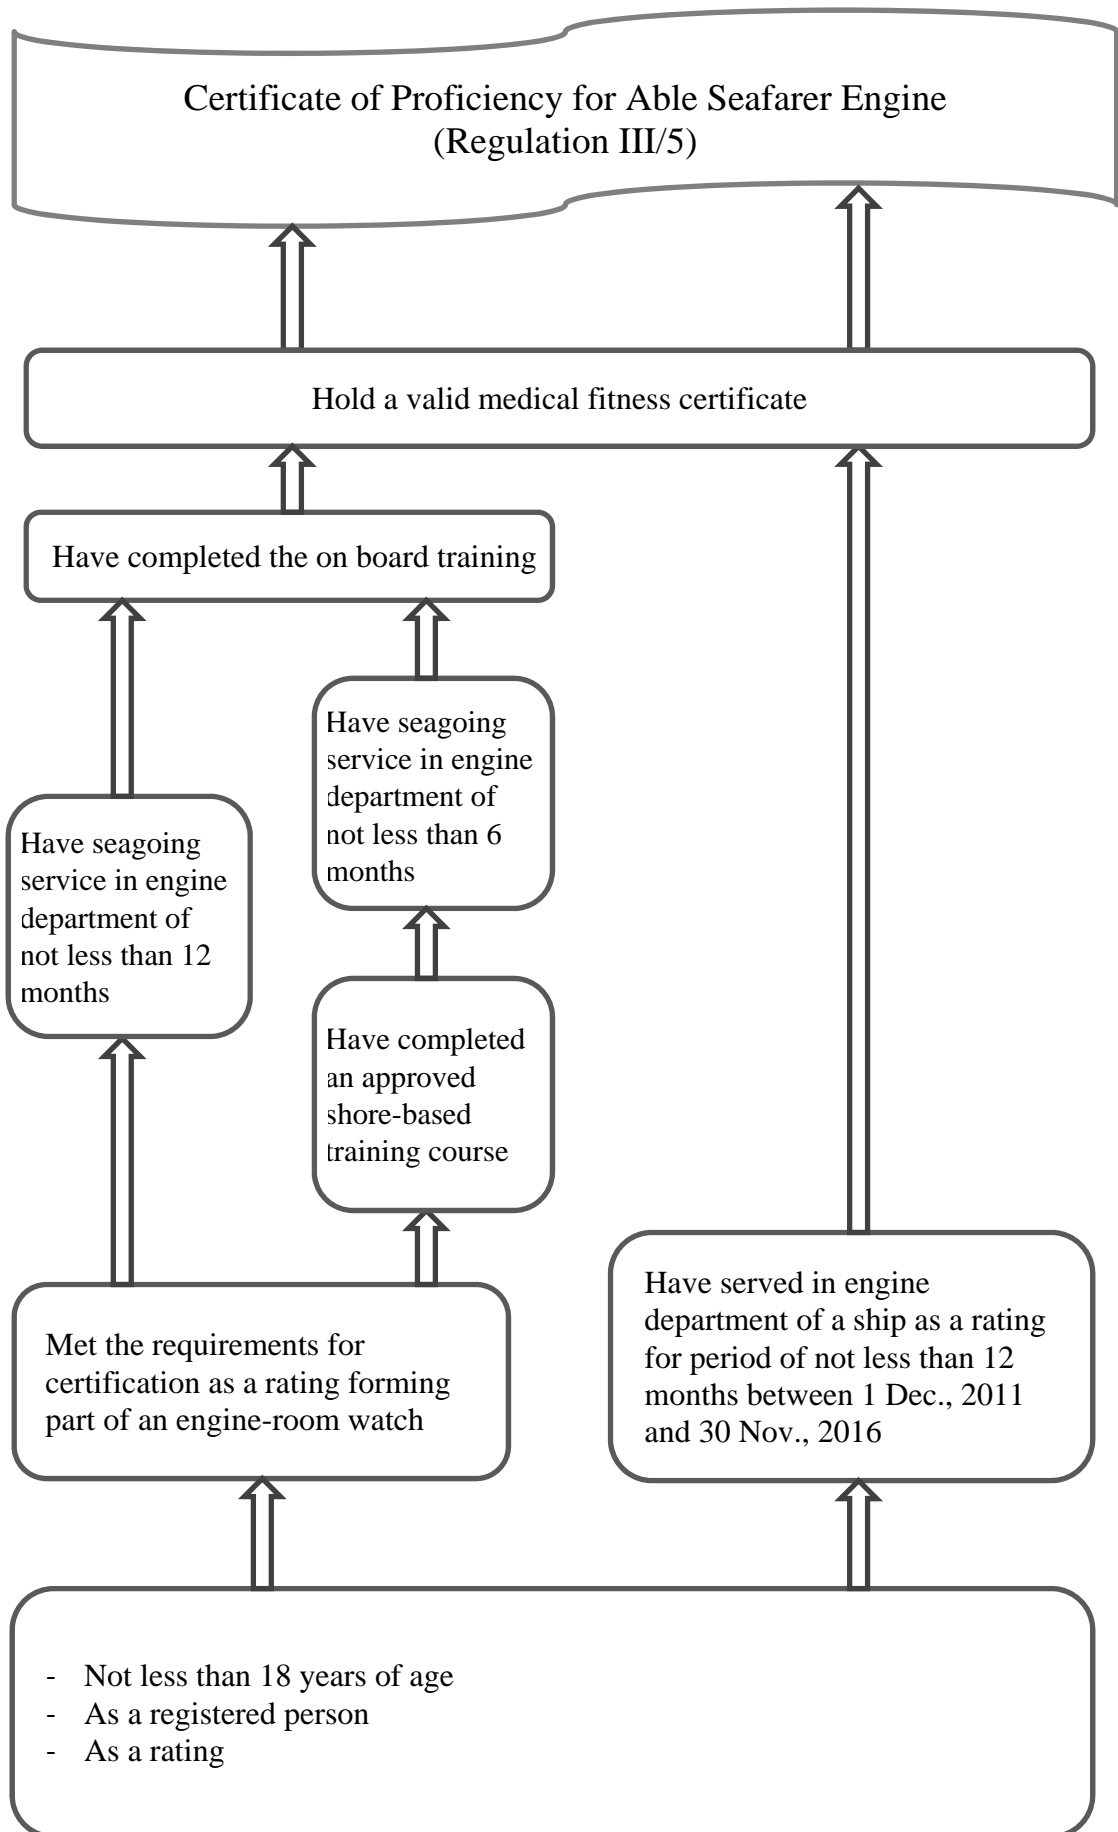 Certificate of Proficiency for Able Seafarer Engine
(Regulation III/5)
Hold a valid medical fitness certificate
Have completed the on board training
Have seagoing
service in engine
department of
not less than 6
months
Have seagoing
service in engine
department of
not less than 12
months
Have completed
an approved
shore-based
training course
Have served in engine
department of a ship as a rating
for period of not less than 12
months between 1 Dec., 2011
and 30 Nov., 2016
Met the requirements for
certification as a rating forming
part of an engine-room watch
- Not less than 18 years of age
- As a registered person
- As a rating